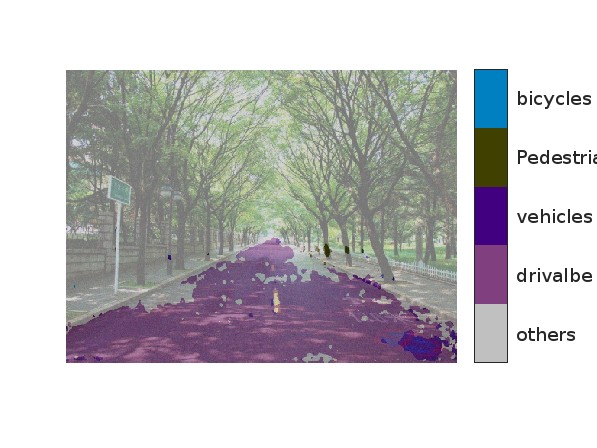 bicycles
Pedestria
vehicles
drivalbe
others